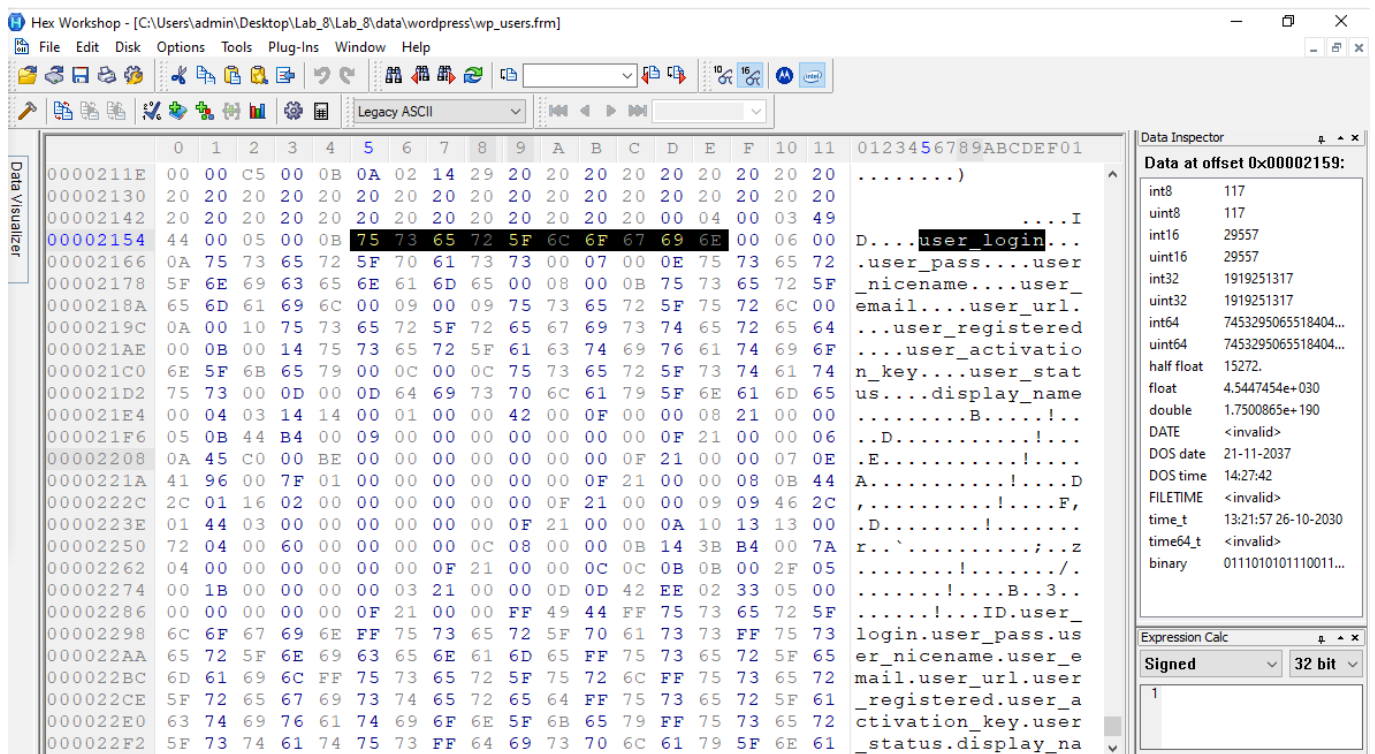 Hex Workshop - [C:\Users\admin\Desktop\Lab_8\Lab_8\data\wordpress\wp_users.frm]
File Edit Disk Options Tools Plug-Ins Window Help
Legacy ASCII
Data Visualizer
0 1 2 3 4 5 6 7 8 9 A B C D E F 10 11 0123456789ABCDEF01
0000211E 00 00 C5 00 0B 0A 02 14 29 20 20 20 20 20 20 20 20 20 ........)
00002130 20 20 20 20 20 20 20 20 20 20 20 20 20 20 20 20 20 20
00002142 20 20 20 20 20 20 20 20 20 20 20 20 20 00 04 00 03 49 ....I
00002154 44 00 05 00 0B 75 73 65 72 5F 6C 6F 67 69 6E 00 06 00 D....user_login...
00002166 0A 75 73 65 72 5F 70 61 73 73 00 07 00 0E 75 73 65 72 .user_pass....user
00002178 5F 6E 69 63 65 6E 61 6D 65 00 08 00 0B 75 73 65 72 5F _nicename....user_
0000218A 65 6D 61 69 6C 00 09 00 09 75 73 65 72 5F 75 72 6C 00 email....user_url.
0000219C 0A 00 10 75 73 65 72 5F 72 65 67 69 73 74 65 72 65 64 ...user_registered
000021AE 00 0B 00 14 75 73 65 72 5F 61 63 74 69 76 61 74 69 6F ....user_activatio
000021C0 6E 5F 6B 65 79 00 0C 00 0C 75 73 65 72 5F 73 74 61 74 n_key....user_stat
000021D2 75 73 00 0D 00 0D 64 69 73 70 6C 61 79 5F 6E 61 6D 65 us....display_name
000021E4 00 04 03 14 14 00 01 00 00 42 00 0F 00 00 08 21 00 00 .........B.....!..
000021F6 05 0B 44 B4 00 09 00 00 00 00 00 00 00 0F 21 00 00 06 ..D...........!...
00002208 0A 45 C0 00 BE 00 00 00 00 00 00 00 0F 21 00 00 07 0E .E...........!....
0000221A 41 96 00 7F 01 00 00 00 00 00 00 0F 21 00 00 08 0B 44 A...........!....D
0000222C 2C 01 16 02 00 00 00 00 00 00 0F 21 00 00 09 09 46 2C ,..........!....F,
0000223E 01 44 03 00 00 00 00 00 00 0F 21 00 00 0A 10 13 13 00 .D........!.......
00002250 72 04 00 60 00 00 00 00 0C 08 00 00 0B 14 3B B4 00 7A r..`..........;..z
00002262 04 00 00 00 00 00 00 0F 21 00 00 0C 0C 0B 0B 00 2F 05 ........!......./.
00002274 00 1B 00 00 00 00 03 21 00 00 0D 0D 42 EE 02 33 05 00 .......!....B..3..
00002286 00 00 00 00 00 0F 21 00 00 FF 49 44 FF 75 73 65 72 5F ......!...ID.user_
00002298 6C 6F 67 69 6E FF 75 73 65 72 5F 70 61 73 73 FF 75 73 login.user_pass.us
000022AA 65 72 5F 6E 69 63 65 6E 61 6D 65 FF 75 73 65 72 5F 65 er_nicename.user_e
000022BC 6D 61 69 6C FF 75 73 65 72 5F 75 72 6C FF 75 73 65 72 mail.user_url.user
000022CE 5F 72 65 67 69 73 74 65 72 65 64 FF 75 73 65 72 5F 61 _registered.user_a
000022E0 63 74 69 76 61 74 69 6F 6E 5F 6B 65 79 FF 75 73 65 72 ctivation_key.user
000022F2 5F 73 74 61 74 75 73 FF 64 69 73 70 6C 61 79 5F 6E 61 _status.display_na
Data Inspector
Data at offset 0x00002159:
int8 117
uint8 117
int16 29557
uint16 29557
int32 1919251317
uint32 1919251317
int64 7453295065518404...
uint64 7453295065518404...
half float 15272.
float 4.5447454e+030
double 1.7500865e+190
DATE <invalid>
DOS date 21-11-2037
DOS time 14:27:42
FILETIME <invalid>
time_t 13:21:57 26-10-2030
time64_t <invalid>
binary 0111010101110011...
Expression Calc
Signed 32 bit
1